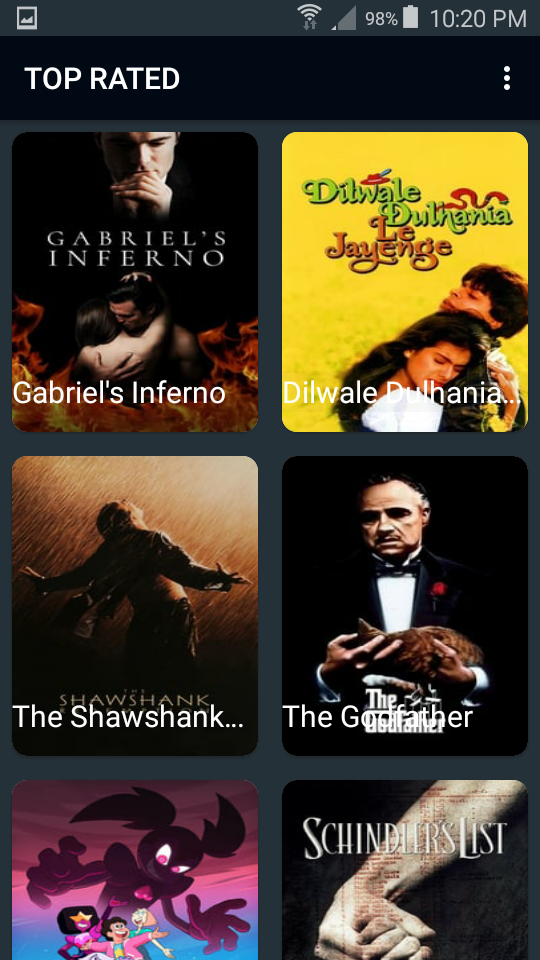 98% 10:20 PM
TOP RATED
GABRIEL'S
INFERNO
Gabriel's Inferno
Dilwale
Dulhania
Le
Jayenge
Dilwale Dulhania...
THE
SHAWSHANK
The Shawshank...
The
Godfather
The Godfather
SCHINDLER'S LIST